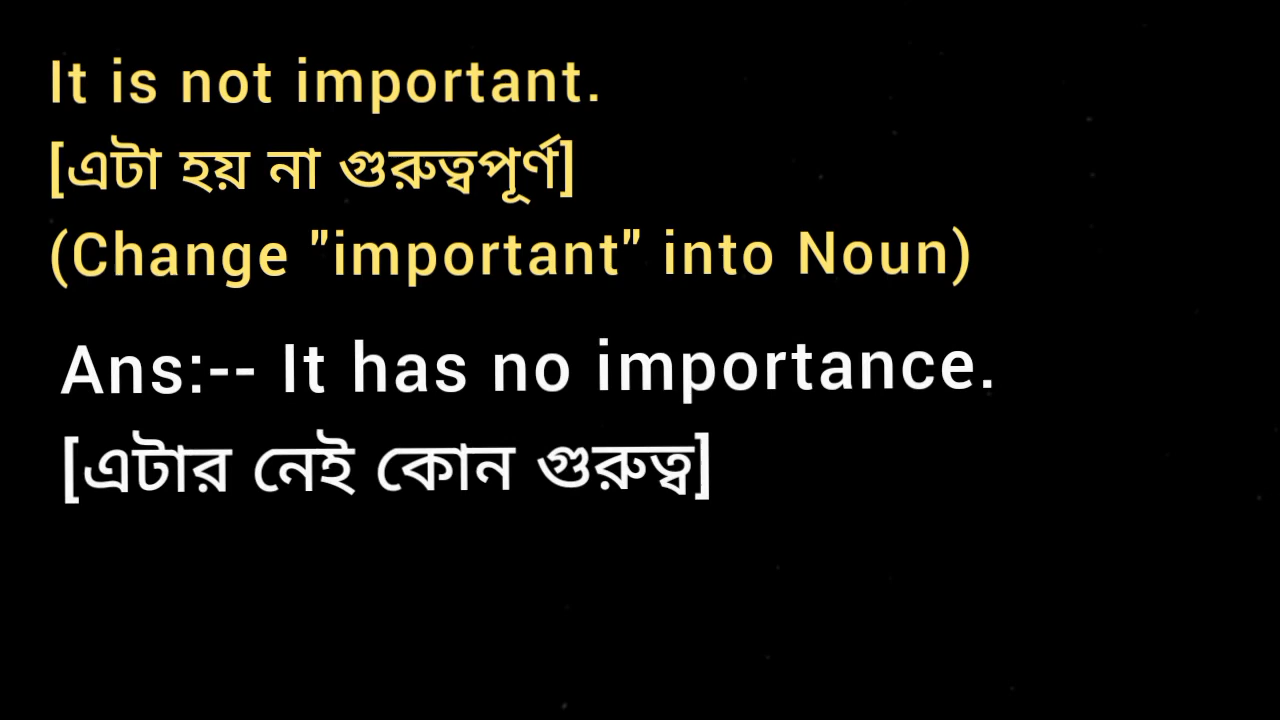 It is not important.
[এটা হয় না গুরুত্বপূর্ণ]
(Change "important" into Noun)
Ans:-- It has no importance.
[এটার নেই কোন গুরুত্ব]